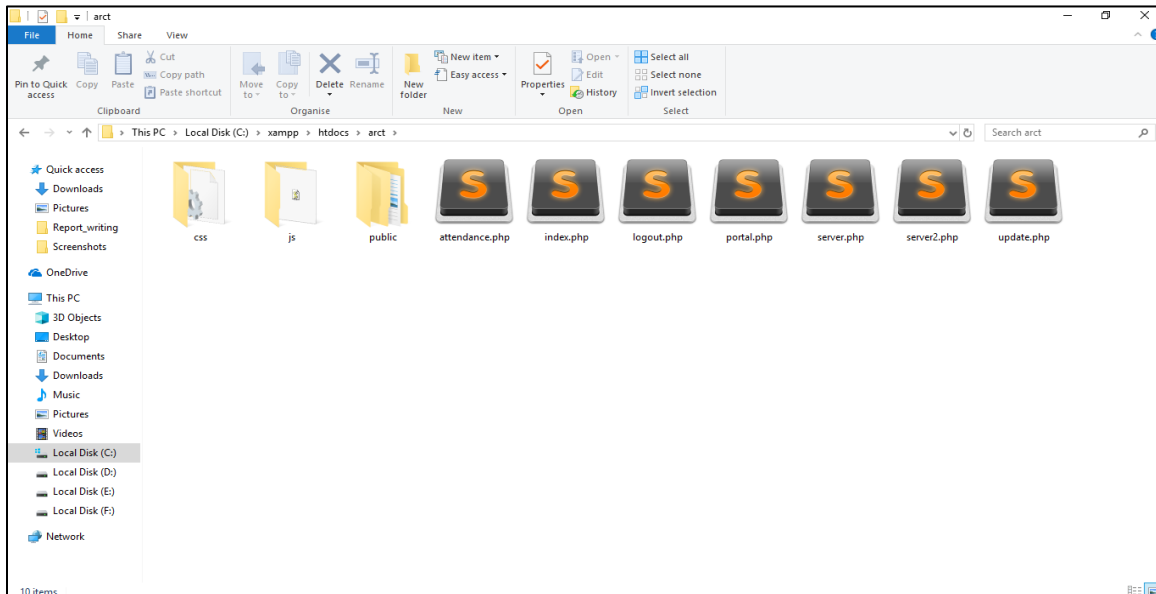 arct
File Home Share View
Pin to Quick access
Copy
Paste
Cut
Copy path
Paste shortcut
Clipboard
Move to
Copy to
Delete
Rename
Organise
New folder
New item
Easy access
New
Properties
Open
Edit
History
Open
Select all
Select none
Invert selection
Select
This PC > Local Disk (C:) > xampp > htdocs > arct >
Search arct
Quick access
Downloads
Pictures
Report_writing
Screenshots
OneDrive
This PC
3D Objects
Desktop
Documents
Downloads
Music
Pictures
Videos
Local Disk (C:)
Local Disk (D:)
Local Disk (E:)
Local Disk (F:)
Network
css js public attendance.php index.php logout.php portal.php server.php server2.php update.php
10 items